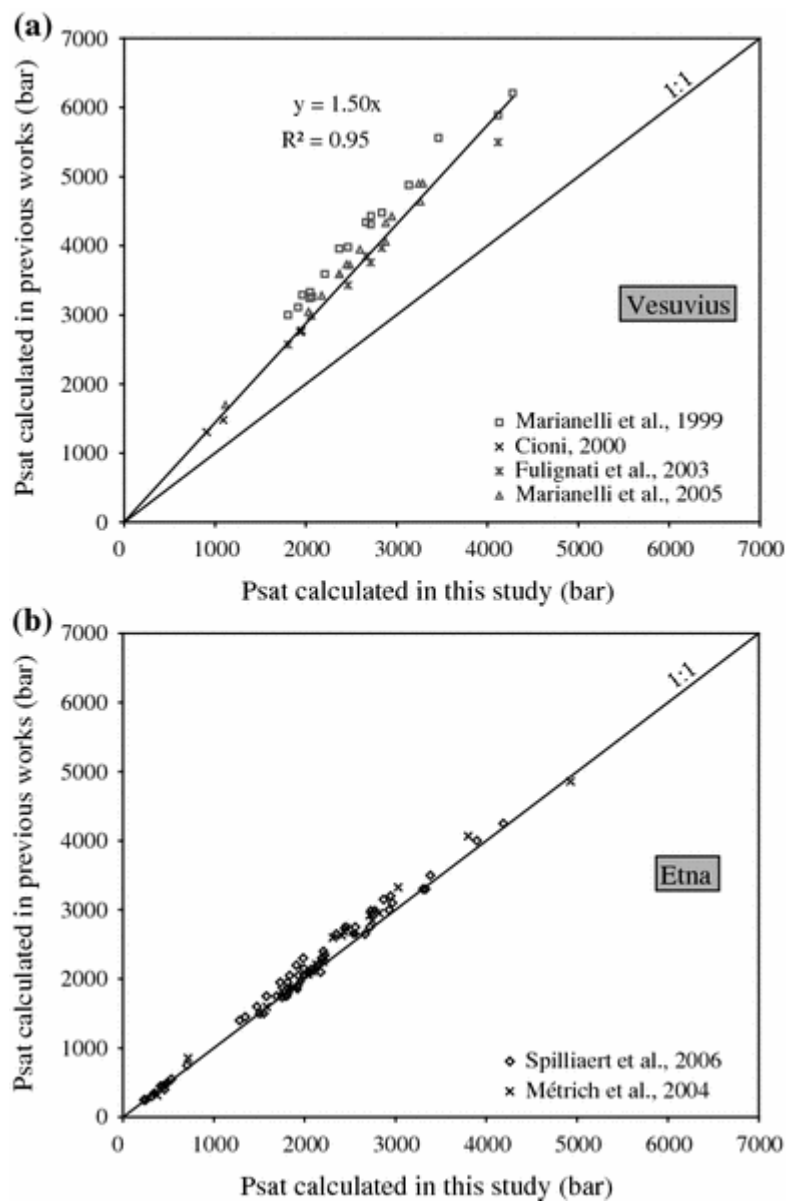 (a)
7000
6000
5000
4000
3000
2000
1000
0
Psat calculated in previous works (bar)
y = 1.50x
R² = 0.95
1:1
Vesuvius
Marianelli et al., 1999
Cioni, 2000
Fulignati et al., 2003
Marianelli et al., 2005
0 1000 2000 3000 4000 5000 6000 7000
Psat calculated in this study (bar)
(b)
7000
6000
5000
4000
3000
2000
1000
0
Psat calculated in previous works (bar)
1:1
Etna
Spilliaert et al., 2006
Métrich et al., 2004
0 1000 2000 3000 4000 5000 6000 7000
Psat calculated in this study (bar)